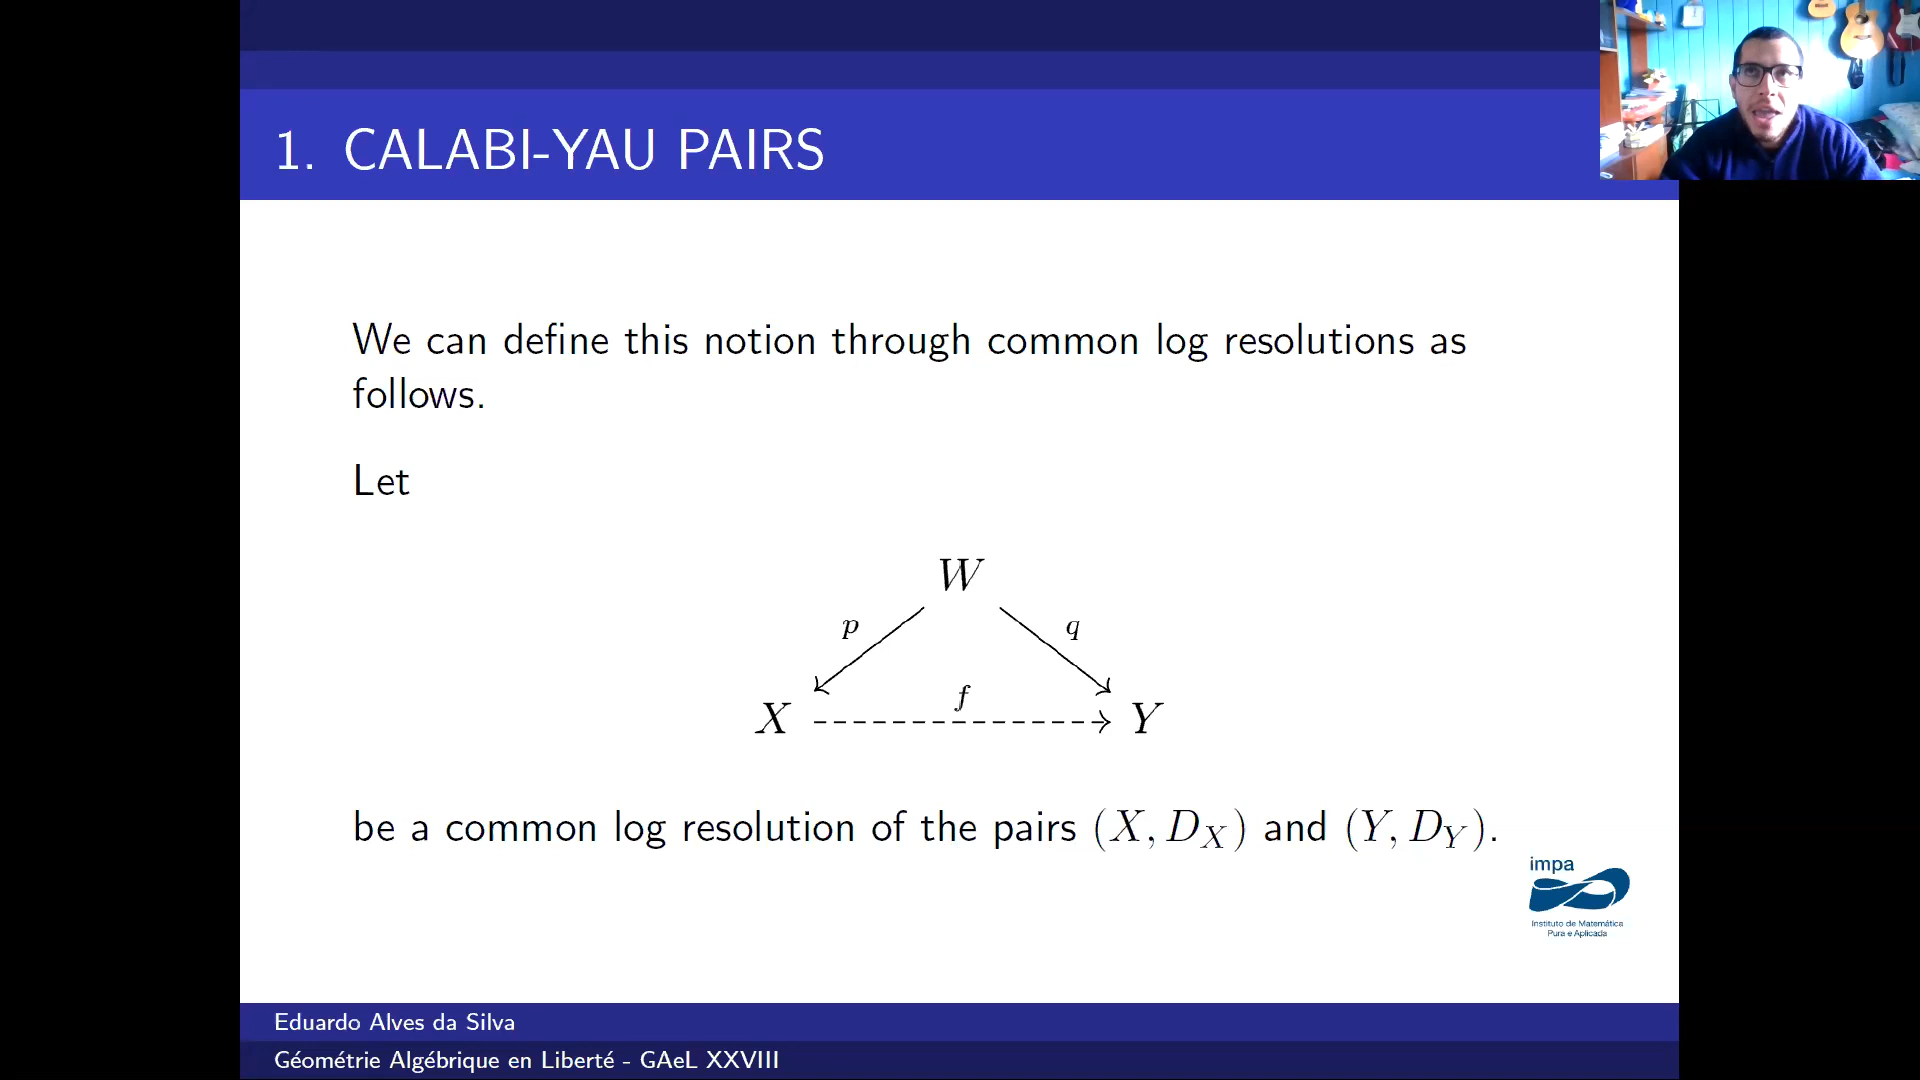 1. CALABI-YAU PAIRS
We can define this notion through common log resolutions as
follows.
Let
W
p
q
f
X
Y
be a common log resolution of the pairs (X, D_X) and (Y, D_Y).
impa
Instituto de Matemática
Pura e Aplicada
Eduardo Alves da Silva
Géométrie Algébrique en Liberté - GAeL XXVIII